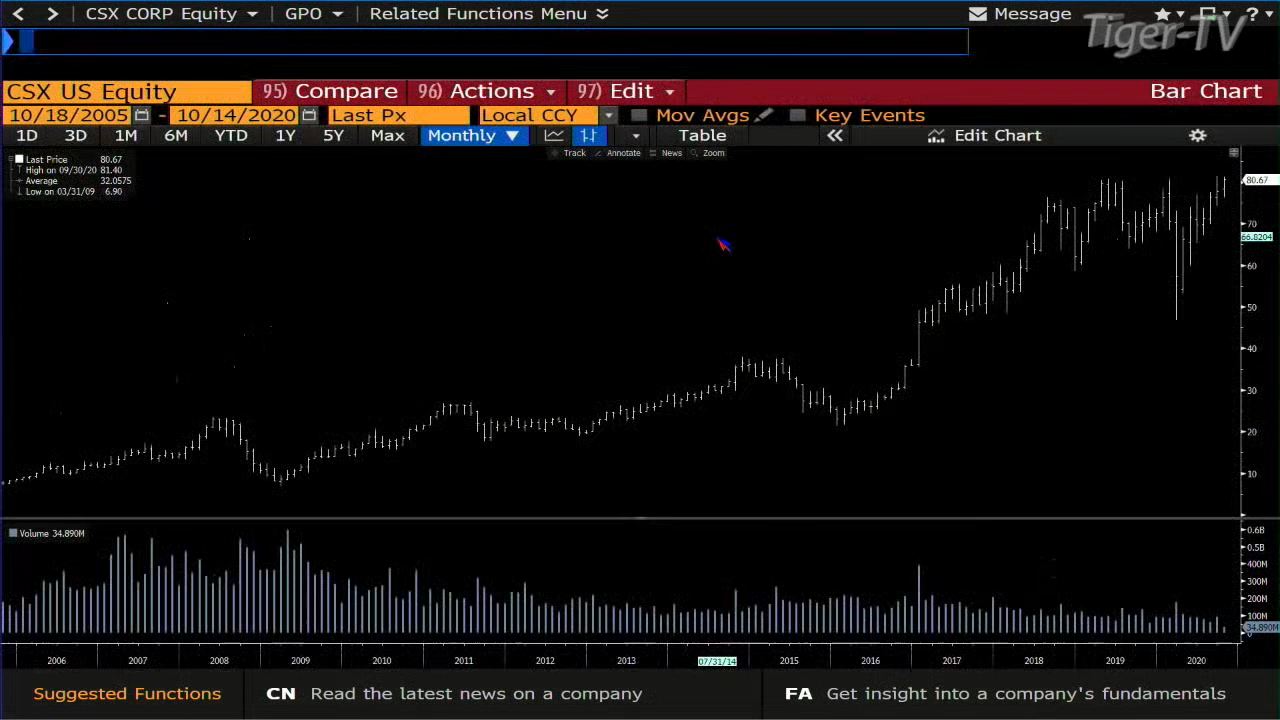 CSX CORP Equity GPO Related Functions Menu Message ?
Tiger-TV
CSX US Equity 95) Compare 96) Actions 97) Edit Bar Chart
10/18/2005 - 10/14/2020 Last Px Local CCY Mov Avgs Key Events
1D 3D 1M 6M YTD 1Y 5Y Max Monthly ▼ Table « Edit Chart
Track Annotate News Zoom
Last Price 80.67
High on 09/30/20 81.40
Average 32.0575
Low on 03/31/09 6.90
80.67
70
66.8204
60
50
40
30
20
10
Volume 34.890M
0.6B
0.5B
400M
300M
200M
100M
34.890M
0
2006 2007 2008 2009 2010 2011 2012 2013 07/31/14 2015 2016 2017 2018 2019 2020
Suggested Functions CN Read the latest news on a company FA Get insight into a company's fundamentals